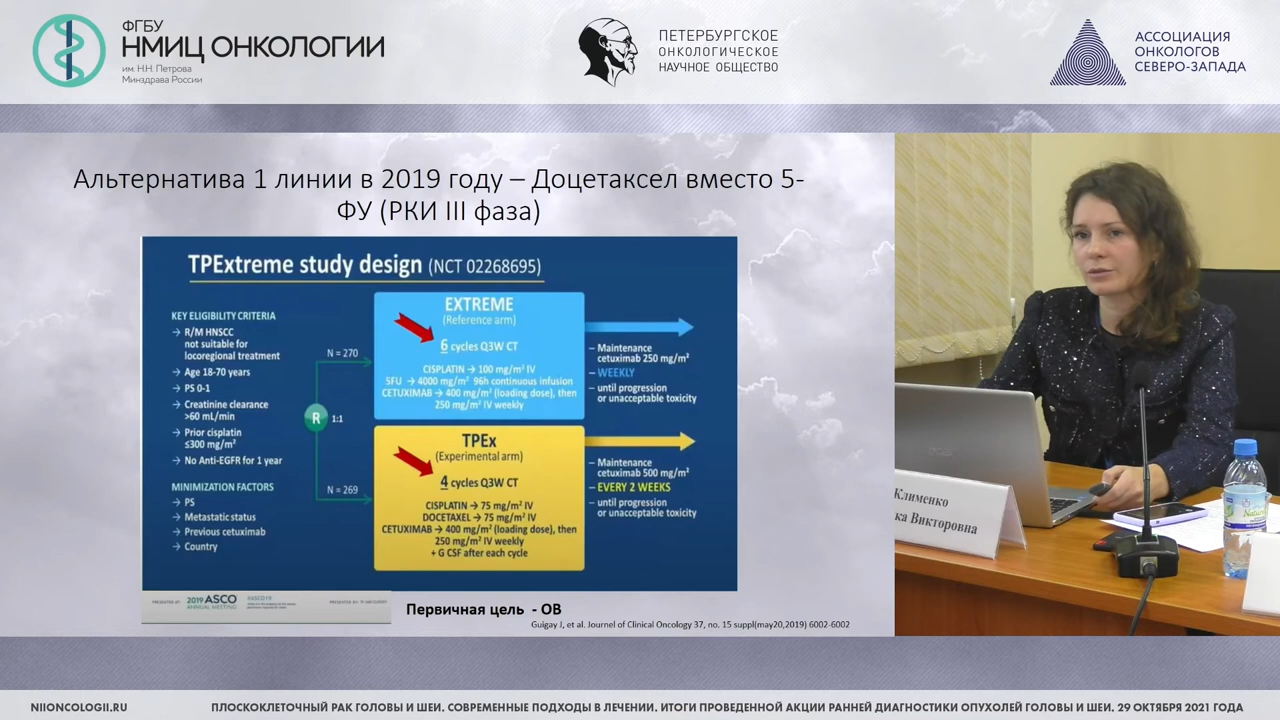 ФГБУ
НМИЦ ОНКОЛОГИИ
им. Н.Н. Петрова
Минздрава России
ПЕТЕРБУРГСКОЕ
ОНКОЛОГИЧЕСКОЕ
НАУЧНОЕ ОБЩЕСТВО
АССОЦИАЦИЯ
ОНКОЛОГОВ
СЕВЕРО-ЗАПАДА
Альтернатива 1 линии в 2019 году – Доцетаксел вместо 5-
ФУ (РКИ III фаза)
TPExtreme study design (NCT 02268695)
KEY ELIGIBILITY CRITERIA
→ R/M HNSCC
not suitable for
locoregional treatment
→ Age 18-70 years
→ PS 0-1
→ Creatinine clearance
>60 mL/min
→ Prior cisplatin
≤300 mg/m²
→ No Anti-EGFR for 1 year
MINIMIZATION FACTORS
→ PS
→ Metastatic status
→ Previous cetuximab
→ Country
R 1:1
N = 270
N = 269
EXTREME
(Reference arm)
6 cycles Q3W CT
CISPLATIN → 100 mg/m² IV
5FU → 4000 mg/m² 96h continuous infusion
CETUXIMAB → 400 mg/m² (loading dose), then
250 mg/m² IV weekly
– Maintenance
cetuximab 250 mg/m²
– WEEKLY
– until progression
or unacceptable toxicity
TPEx
(Experimental arm)
4 cycles Q3W CT
CISPLATIN → 75 mg/m² IV
DOCETAXEL → 75 mg/m² IV
CETUXIMAB → 400 mg/m² (loading dose), then
250 mg/m² IV weekly
+ G CSF after each cycle
– Maintenance
cetuximab 500 mg/m²
– EVERY 2 WEEKS
– until progression
or unacceptable toxicity
PRESENTED AT: 2019 ASCO
ANNUAL MEETING
#ASCO19
PRESENTED BY:
Первичная цель - ОВ
Guigay J, et al. Journel of Clinical Oncology 37, no. 15 suppl(may20,2019) 6002-6002
Клименко
ка Викторовна
NIIONCOLOGII.RU
ПЛОСКОКЛЕТОЧНЫЙ РАК ГОЛОВЫ И ШЕИ. СОВРЕМЕННЫЕ ПОДХОДЫ В ЛЕЧЕНИИ. ИТОГИ ПРОВЕДЕННОЙ АКЦИИ РАННЕЙ ДИАГНОСТИКИ ОПУХОЛЕЙ ГОЛОВЫ И ШЕИ. 29 ОКТЯБРЯ 2021 ГОДА